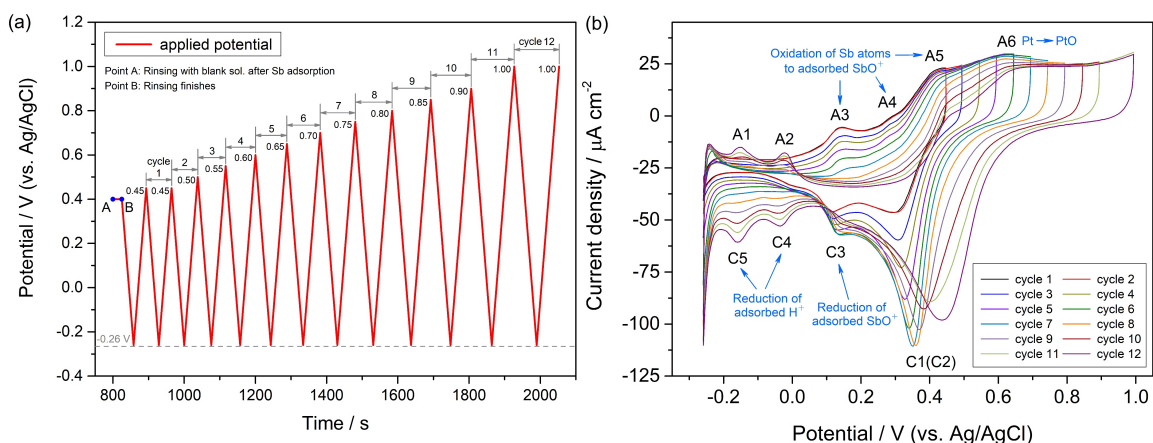 (a)
applied potential
Point A: Rinsing with blank sol. after Sb adsorption
Point B: Rinsing finishes
A
B
cycle
1
2
3
4
5
6
7
8
9
10
11
cycle 12
0.45
0.45
0.50
0.55
0.60
0.65
0.70
0.75
0.80
0.85
0.90
1.00
1.00
-0.26 V
1.2
1.0
0.8
0.6
0.4
0.2
0.0
-0.2
-0.4
Potential / V (vs. Ag/AgCl)
800
1000
1200
1400
1600
1800
2000
Time / s
(b)
A6
Pt → PtO
Oxidation of Sb atoms
to adsorbed SbO⁺
A5
A4
A3
A1
A2
C5
C4
C3
Reduction of
adsorbed H⁺
Reduction of
adsorbed SbO⁺
C1(C2)
cycle 1
cycle 2
cycle 3
cycle 4
cycle 5
cycle 6
cycle 7
cycle 8
cycle 9
cycle 10
cycle 11
cycle 12
50
25
0
-25
-50
-75
-100
-125
Current density / μA cm⁻²
-0.2
0.0
0.2
0.4
0.6
0.8
1.0
Potential / V (vs. Ag/AgCl)